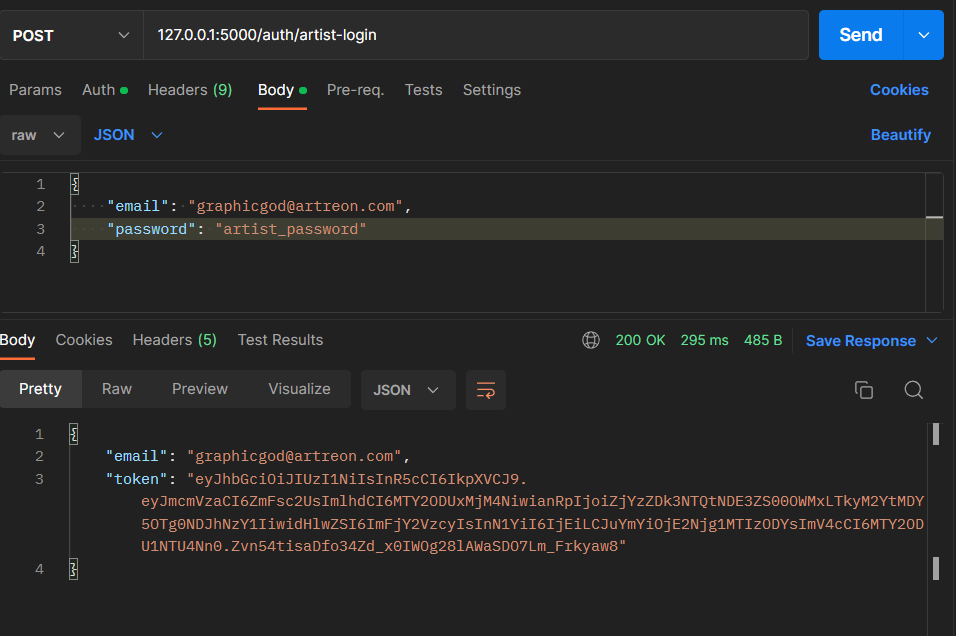 POST 127.0.0.1:5000/auth/artist-login Send
Params Auth Headers (9) Body Pre-req. Tests Settings Cookies
raw JSON Beautify
1 {
2 "email": "graphicgod@artreon.com",
3 "password": "artist_password"
4 }
Body Cookies Headers (5) Test Results 200 OK 295 ms 485 B Save Response
Pretty Raw Preview Visualize JSON
1 {
2 "email": "graphicgod@artreon.com",
3 "token": "eyJhbGciOiJIUzI1NiIsInR5cCI6IkpXVCJ9.
eyJmcmVzaCI6ZmFsc2UsImlhdCI6MTY2ODUxMjM4NiwianRpIjoiZjYzZDk3NTQtNDE3ZS00OWMxLTkyM2YtMDY
5OTg0NDJhNzY1IiwidHlwZSI6ImFjY2VzcyIsInN1YiI6IjEiLCJuYmYiOjE2Njg1MTIzODYsImV4cCI6MTY2OD
U1NTU4Nn0.Zvn54tisaDfo34Zd_x0IWOg28lAWaSDO7Lm_Frkyaw8"
4 }